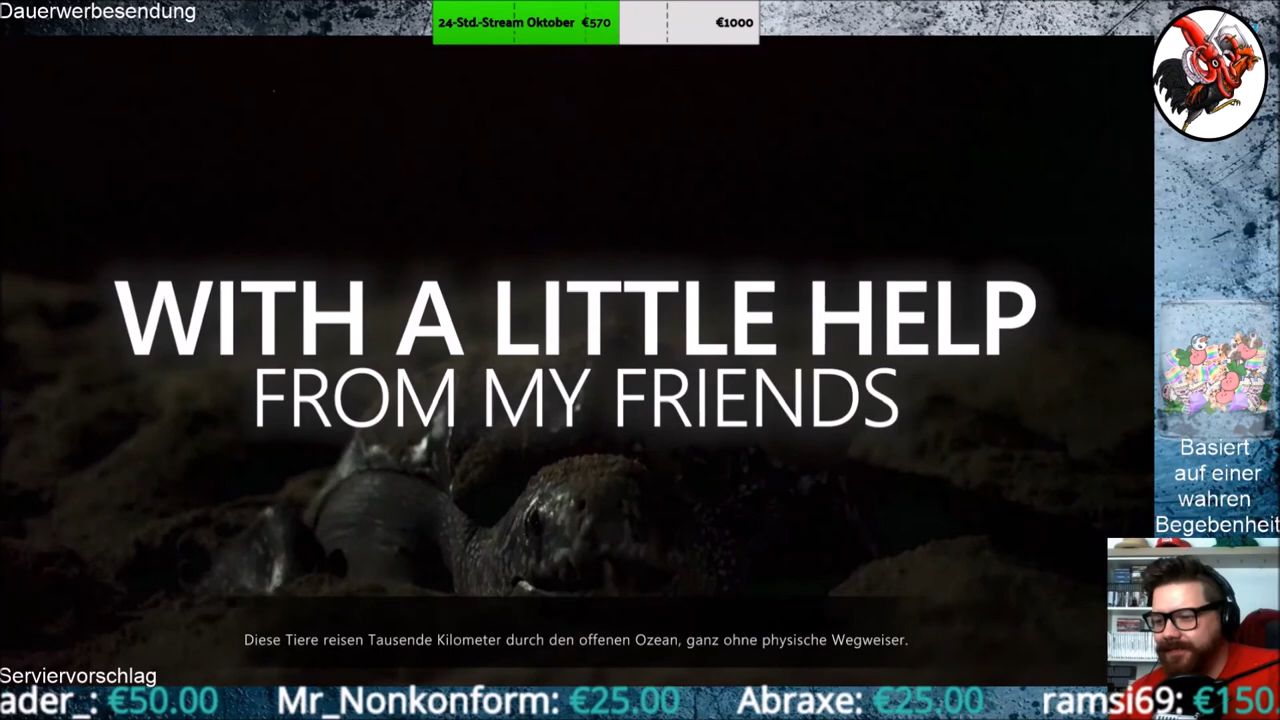 Dauerwerbesendung
24-Std.-Stream Oktober €570 €1000
WITH A LITTLE HELP
FROM MY FRIENDS
Basiert
auf einer
wahren
Begebenheit
Diese Tiere reisen Tausende Kilometer durch den offenen Ozean, ganz ohne physische Wegweiser.
Serviervorschlag
ader_: €50.00 Mr_Nonkonform: €25.00 Abraxe: €25.00 ramsi69: €150.